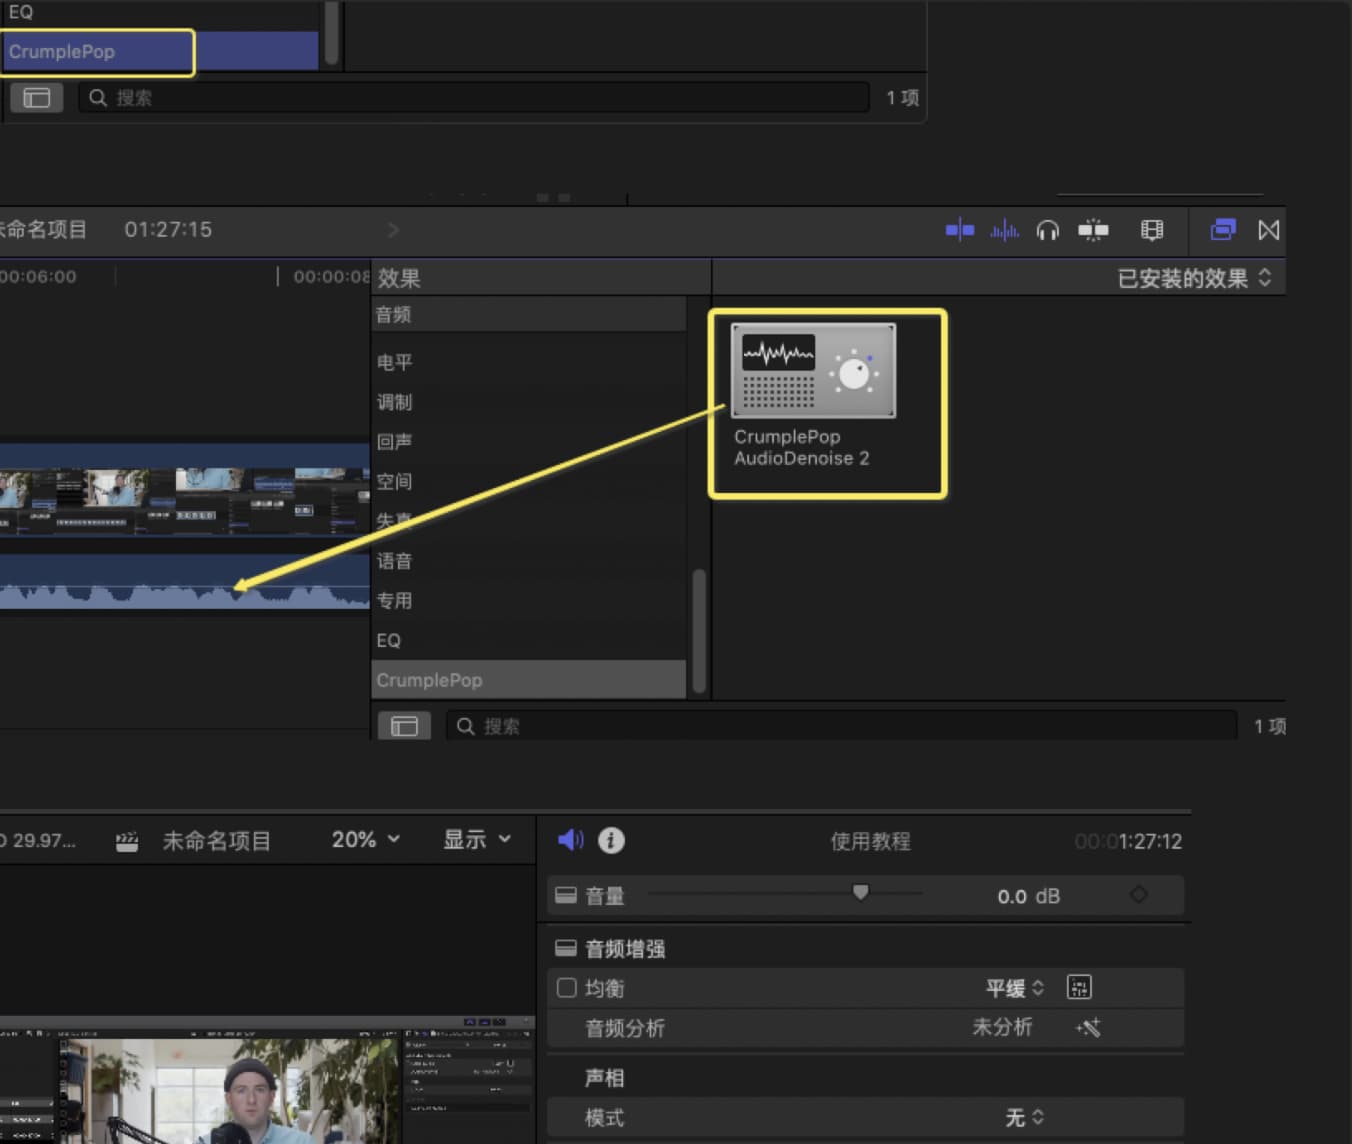 EQ
CrumplePop
搜索
1 项
未命名项目
01:27:15
00:06:00
00:00:08
效果
已安装的效果
音频
电平
调制
回声
空间
失真
语音
专用
EQ
CrumplePop
CrumplePop
AudioDenoise 2
搜索
1 项
29.97...
未命名项目
20%
显示
使用教程
00:01:27:12
音量
0.0 dB
音频增强
均衡
平缓
音频分析
未分析
声相
模式
无